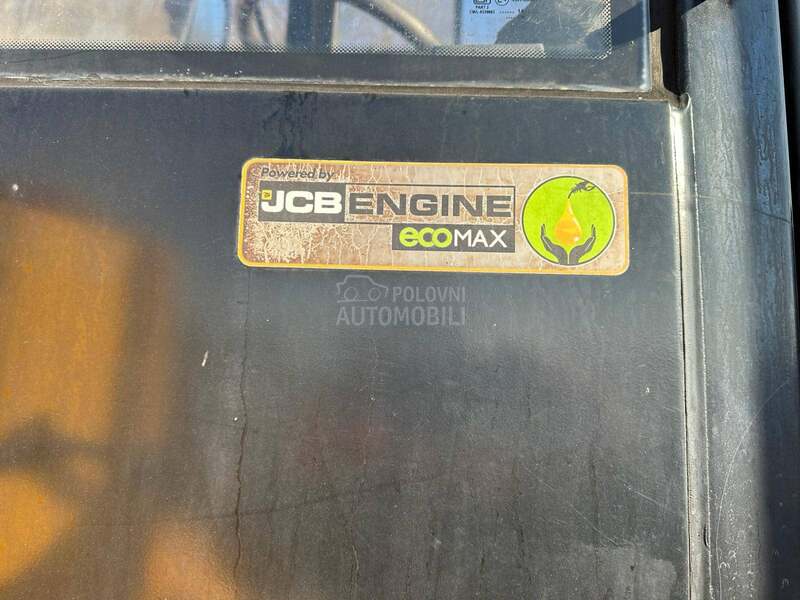 Powered by
JCB ENGINE
ecoMAX
POLOVNI
AUTOMOBILI